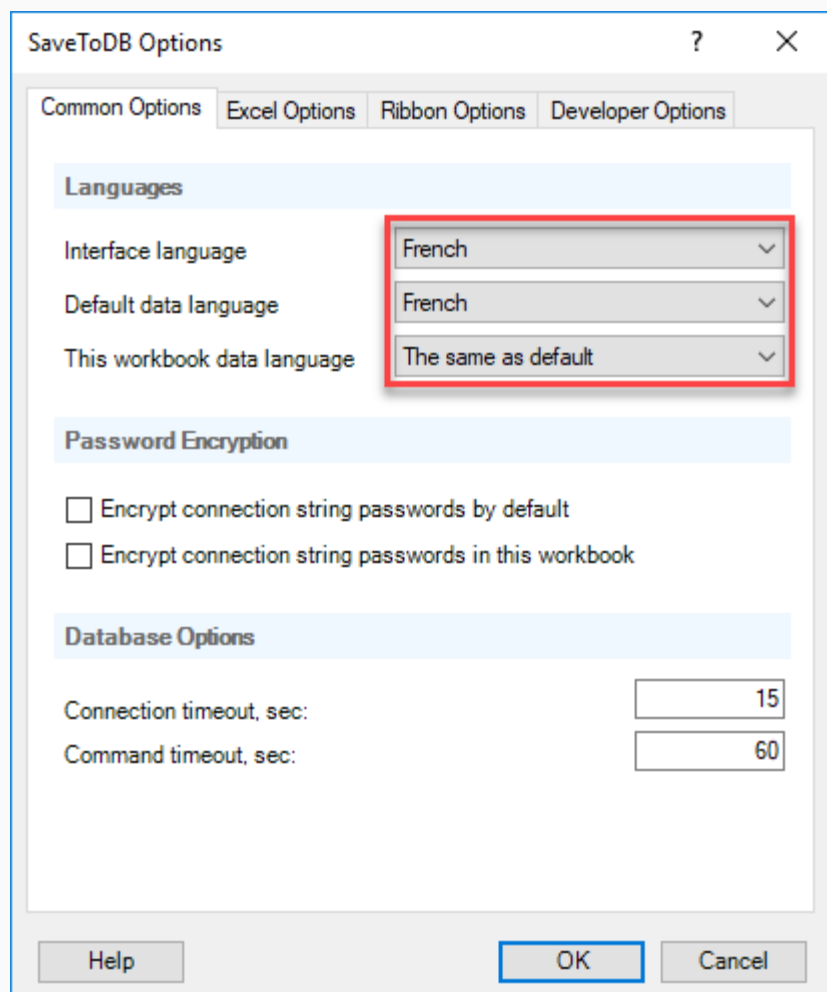 SaveToDB Options ?
Common Options Excel Options Ribbon Options Developer Options
Languages
Interface language French
Default data language French
This workbook data language The same as default
Password Encryption
Encrypt connection string passwords by default
Encrypt connection string passwords in this workbook
Database Options
Connection timeout, sec: 15
Command timeout, sec: 60
Help OK Cancel